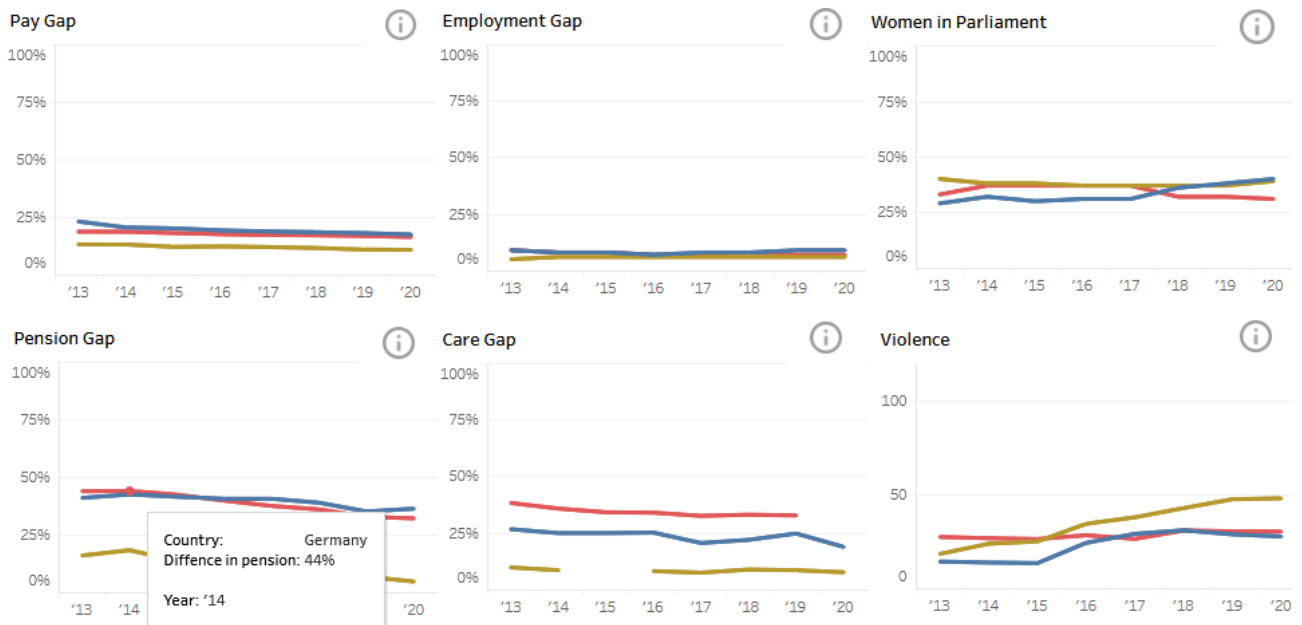 Pay Gap
100%
75%
50%
25%
0%
'13 '14 '15 '16 '17 '18 '19 '20
Employment Gap
100%
75%
50%
25%
0%
'13 '14 '15 '16 '17 '18 '19 '20
Women in Parliament
100%
75%
50%
25%
0%
'13 '14 '15 '16 '17 '18 '19 '20
Pension Gap
100%
75%
50%
25%
0%
'13 '14 '20
Country: Germany
Diffence in pension: 44%
Year: '14
Care Gap
100%
75%
50%
25%
0%
'13 '14 '15 '16 '17 '18 '19 '20
Violence
100
50
0
'13 '14 '15 '16 '17 '18 '19 '20